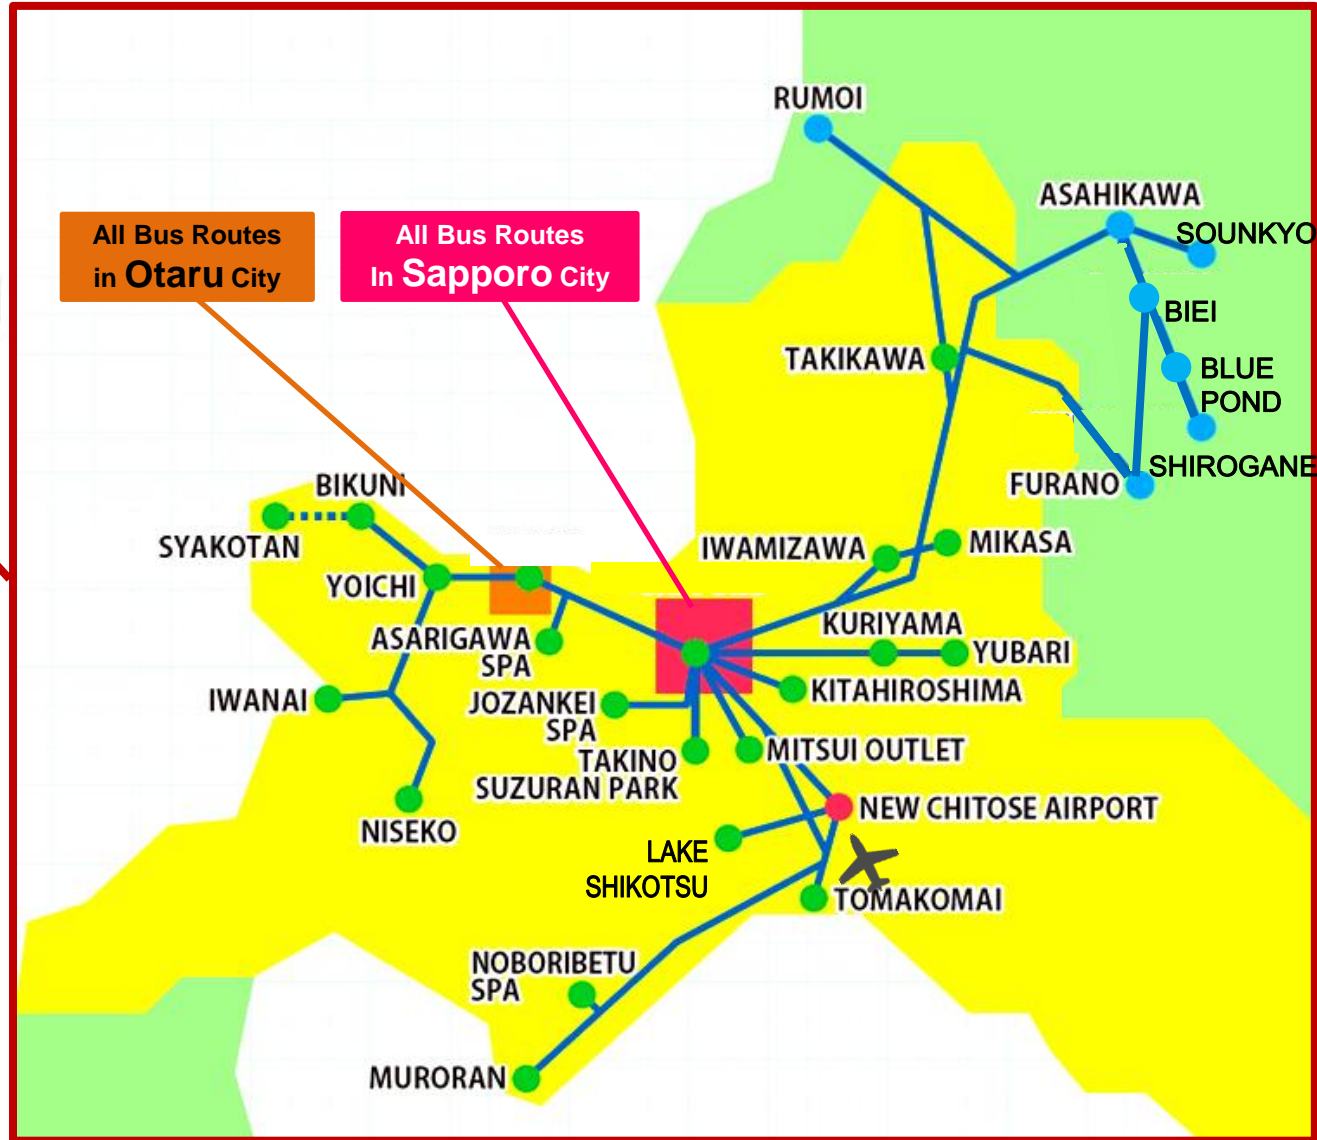 RUMOI
ASAHIKAWA
SOUNKYO
All Bus Routes
in Otaru City
All Bus Routes
In Sapporo City
BIEI
TAKIKAWA
BLUE
POND
SHIROGANE
FURANO
BIKUNI
SYAKOTAN
IWAMIZAWA
MIKASA
YOICHI
KURIYAMA
ASARIGAWA
SPA
YUBARI
IWANAI
JOZANKEI
SPA
KITAHIROSHIMA
TAKINO
SUZURAN PARK
MITSUI OUTLET
NEW CHITOSE AIRPORT
NISEKO
LAKE
SHIKOTSU
TOMAKOMAI
NOBORIBETU
SPA
MURORAN